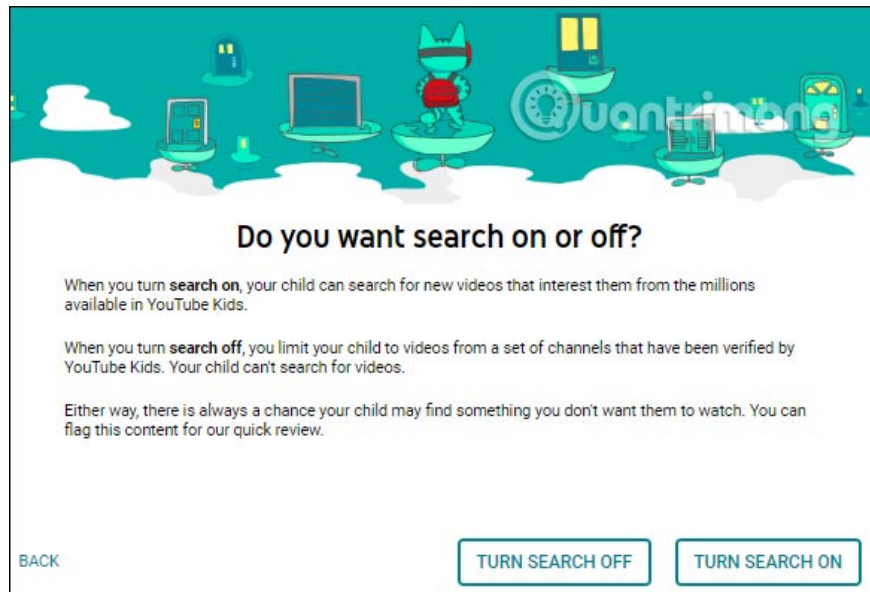 Quantrimang
Do you want search on or off?
When you turn search on, your child can search for new videos that interest them from the millions
available in YouTube Kids.
When you turn search off, you limit your child to videos from a set of channels that have been verified by
YouTube Kids. Your child can't search for videos.
Either way, there is always a chance your child may find something you don't want them to watch. You can
flag this content for our quick review.
BACK
TURN SEARCH OFF
TURN SEARCH ON